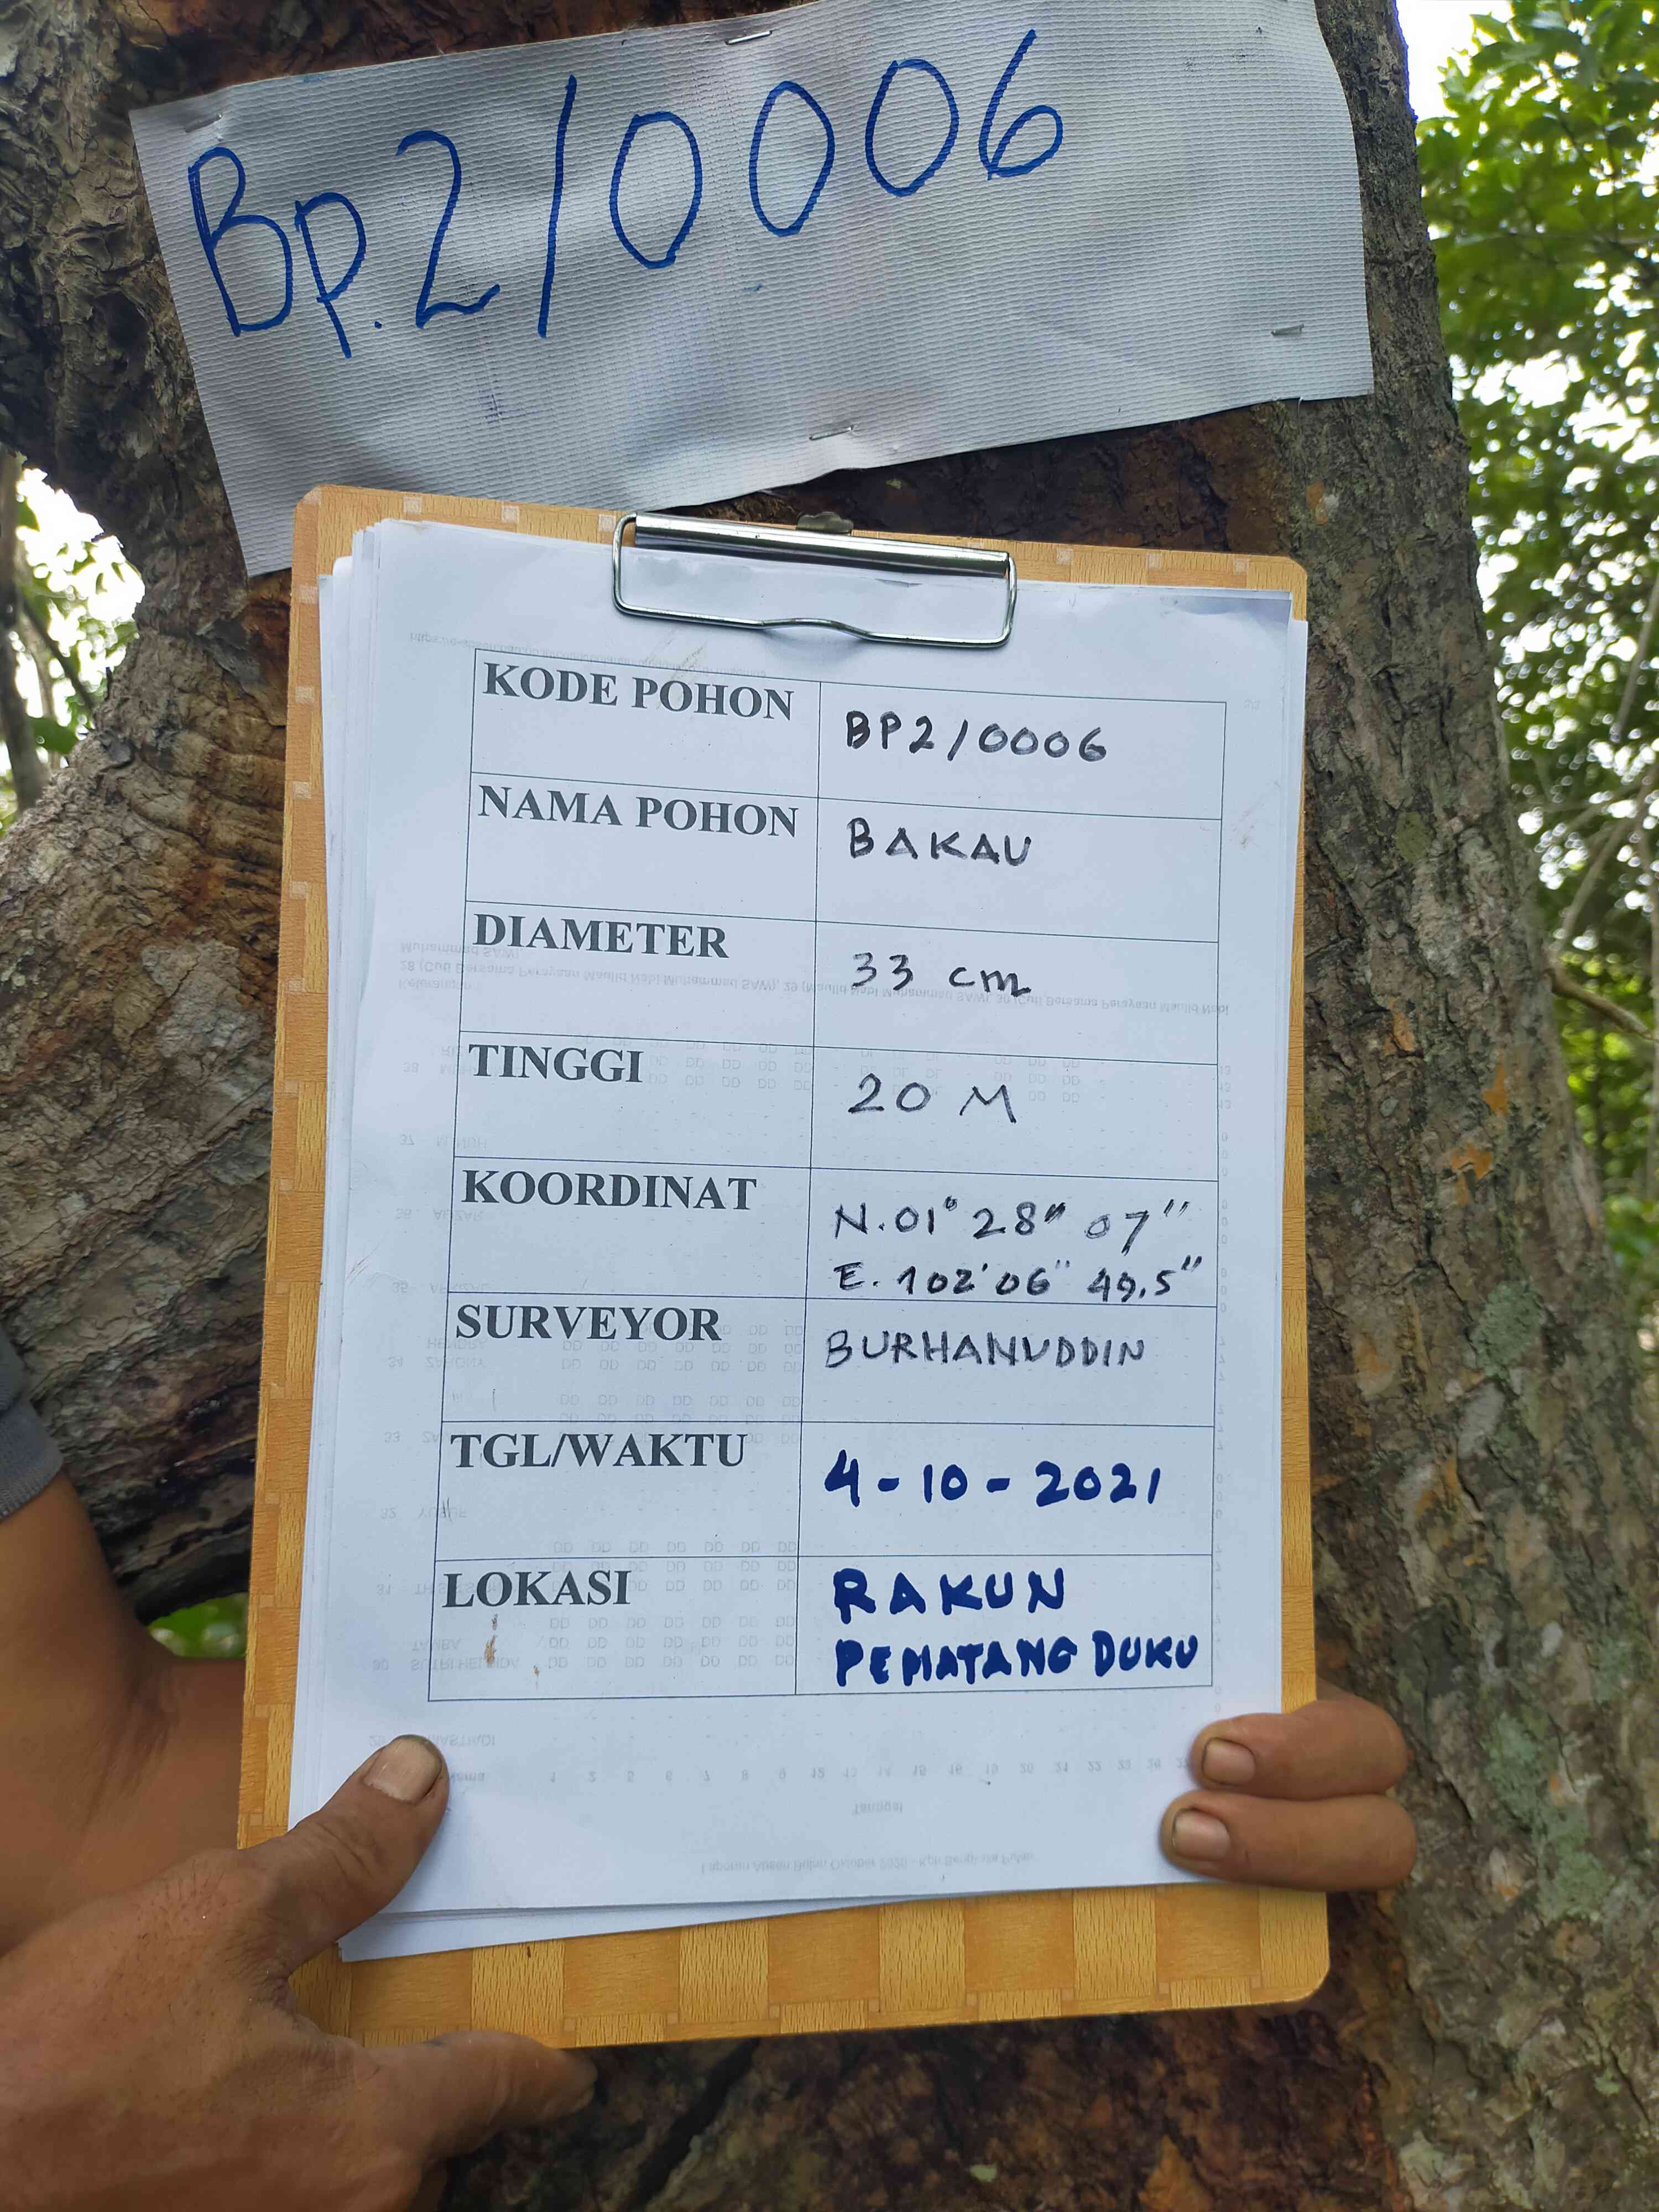 Bp.2/0006
KODE POHON BP2/0006
NAMA POHON BAKAU
DIAMETER 33 cm
TINGGI 20 M
KOORDINAT N.01° 28" 07"
E. 102' 06" 49.5"
SURVEYOR BURHANUDDIN
TGL/WAKTU 4-10-2021
LOKASI RAKUN
PEMATANG DUKU